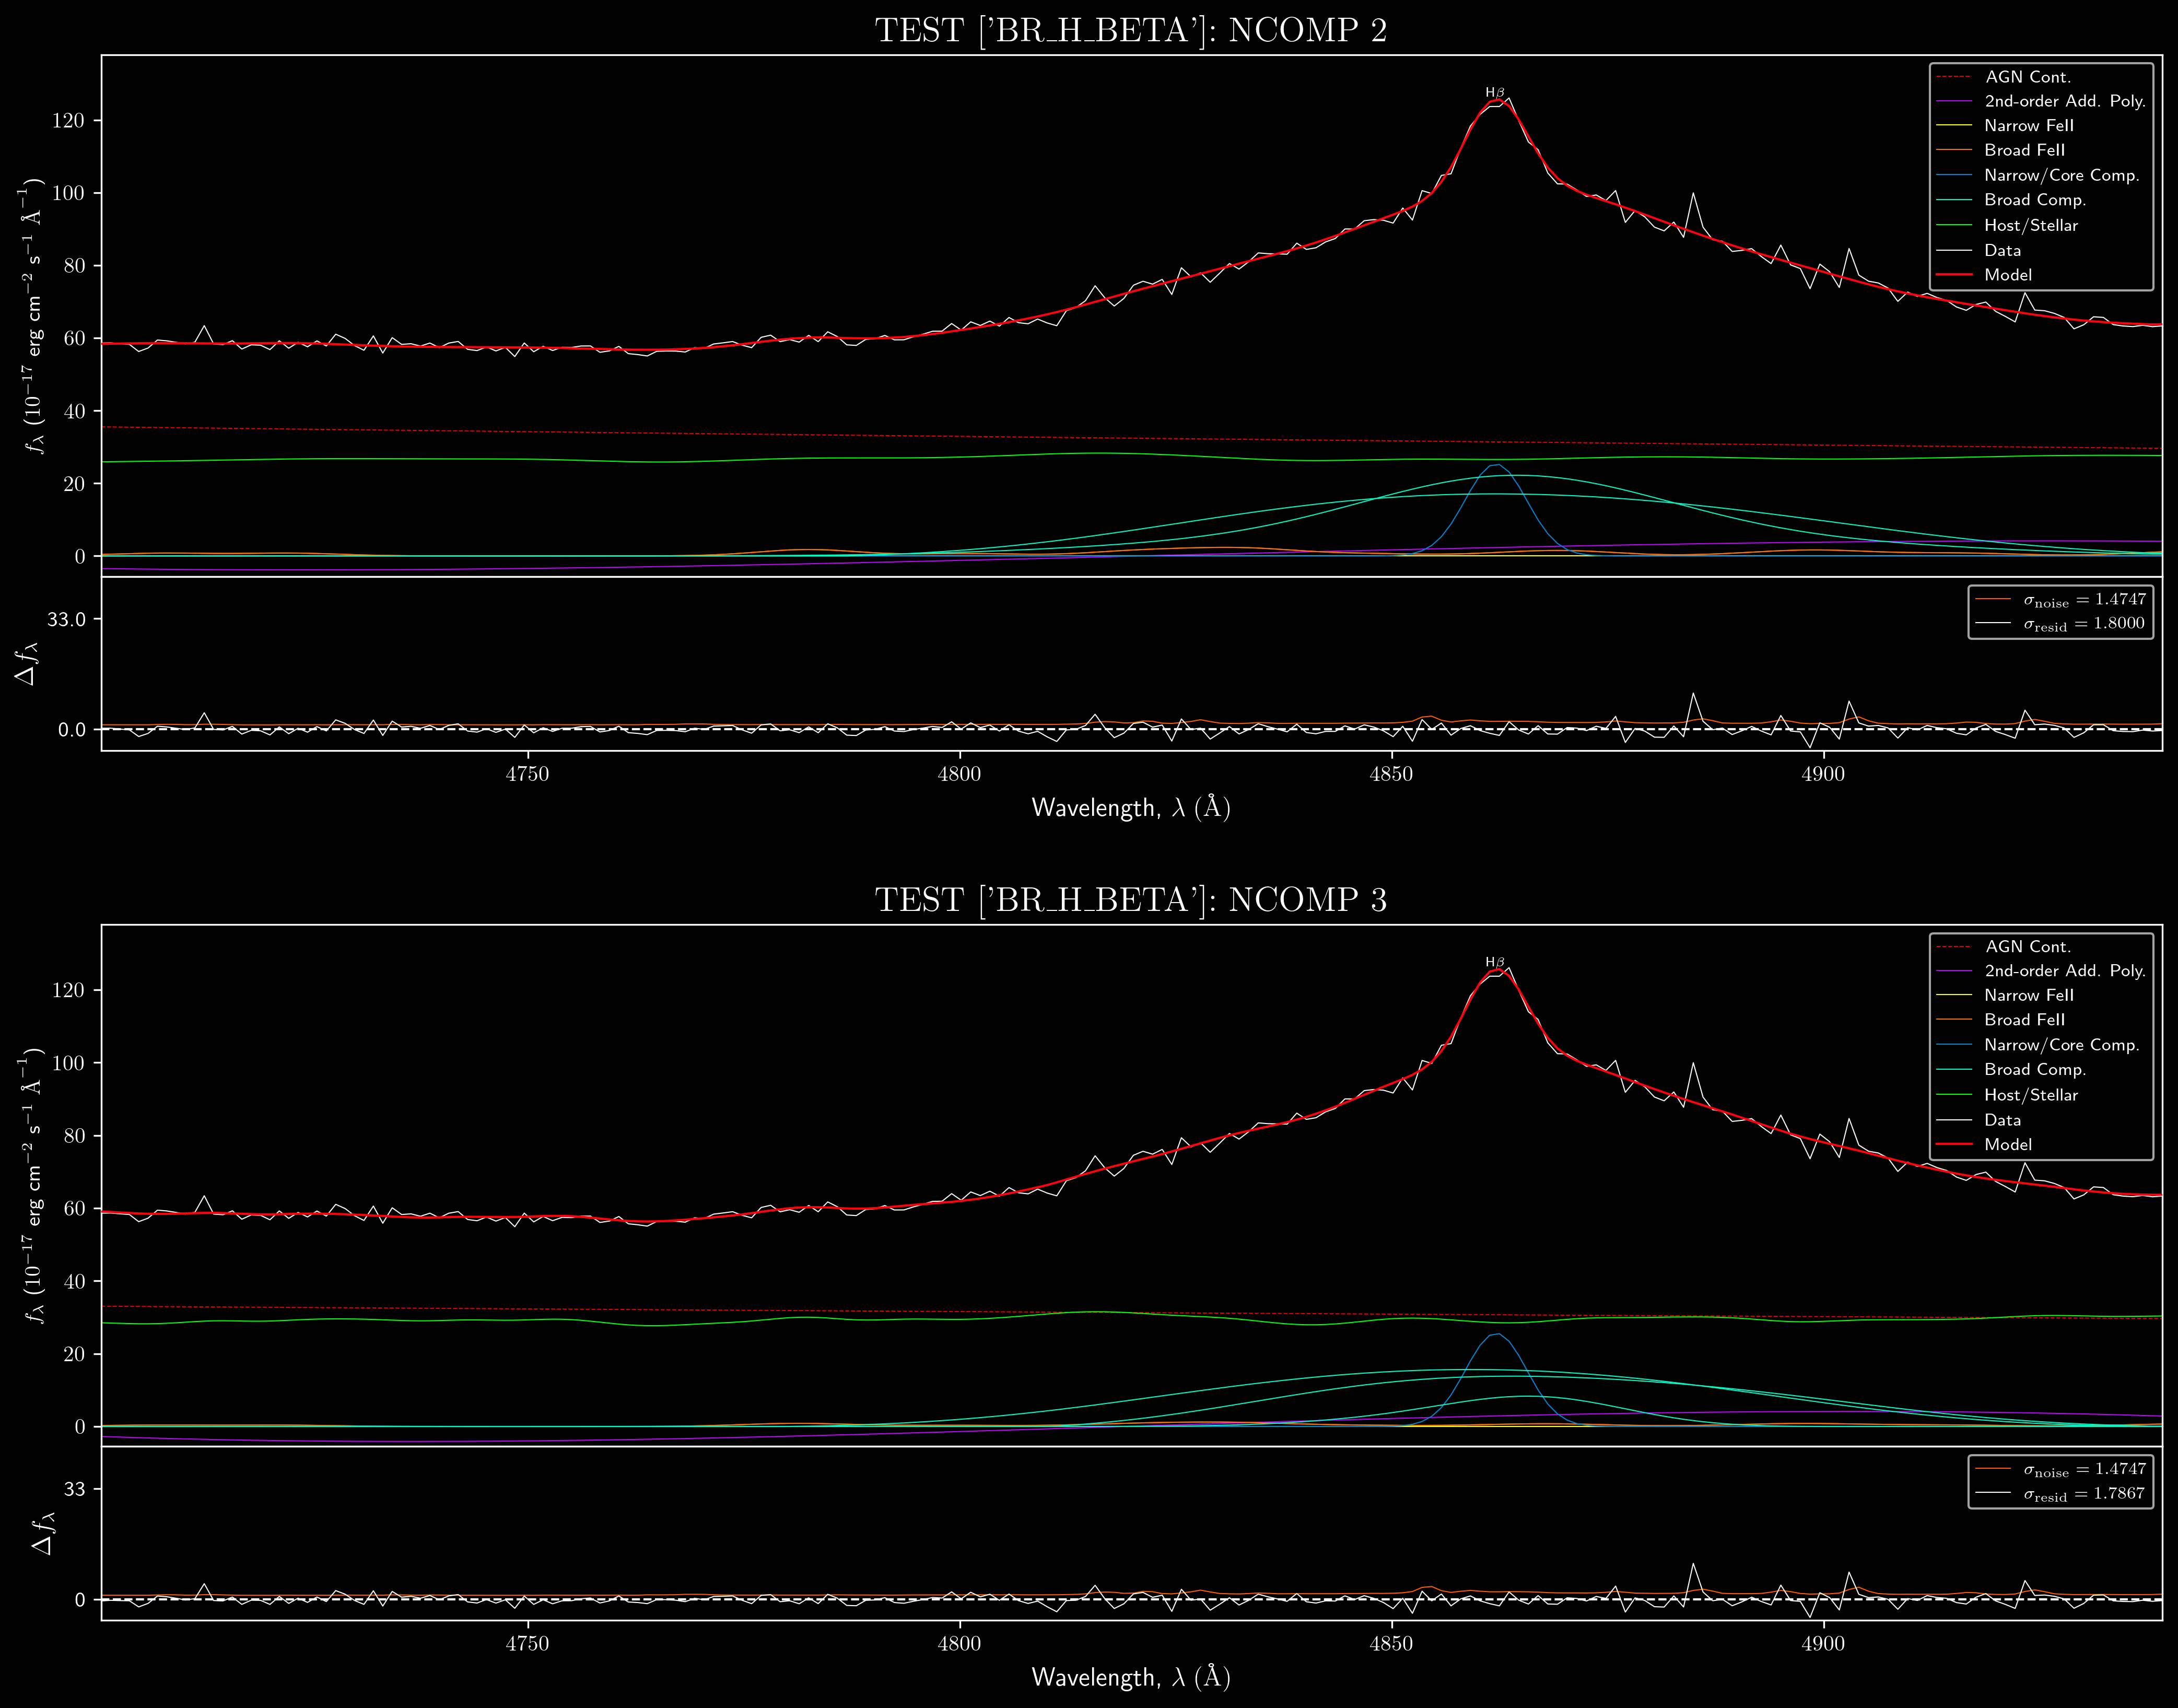 TEST ['BR_H_BETA']: NCOMP 2
Hβ
AGN Cont.
2nd-order Add. Poly.
Narrow FeII
Broad FeII
Narrow/Core Comp.
Broad Comp.
Host/Stellar
Data
Model
f_λ (10⁻¹⁷ erg cm⁻² s⁻¹ Å⁻¹)
120
100
80
60
40
20
0
Δf_λ
33.0
0.0
σ_noise = 1.4747
σ_resid = 1.8000
4750 4800 4850 4900
Wavelength, λ (Å)
TEST ['BR_H_BETA']: NCOMP 3
Hβ
AGN Cont.
2nd-order Add. Poly.
Narrow FeII
Broad FeII
Narrow/Core Comp.
Broad Comp.
Host/Stellar
Data
Model
f_λ (10⁻¹⁷ erg cm⁻² s⁻¹ Å⁻¹)
120
100
80
60
40
20
0
Δf_λ
33
0
σ_noise = 1.4747
σ_resid = 1.7867
4750 4800 4850 4900
Wavelength, λ (Å)